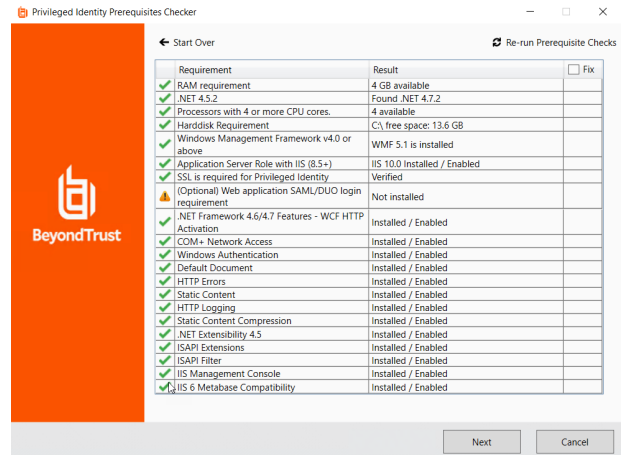 Privileged Identity Prerequisites Checker
Start Over
Re-run Prerequisite Checks
Requirement Result Fix
RAM requirement 4 GB available
.NET 4.5.2 Found .NET 4.7.2
Processors with 4 or more CPU cores. 4 available
Harddisk Requirement C:\ free space: 13.6 GB
Windows Management Framework v4.0 or
above
WMF 5.1 is installed
Application Server Role with IIS (8.5+) IIS 10.0 Installed / Enabled
SSL is required for Privileged Identity Verified
(Optional) Web application SAML/DUO login
requirement
Not installed
.NET Framework 4.6/4.7 Features - WCF HTTP
Activation
Installed / Enabled
COM+ Network Access Installed / Enabled
Windows Authentication Installed / Enabled
Default Document Installed / Enabled
HTTP Errors Installed / Enabled
Static Content Installed / Enabled
HTTP Logging Installed / Enabled
Static Content Compression Installed / Enabled
.NET Extensibility 4.5 Installed / Enabled
ISAPI Extensions Installed / Enabled
ISAPI Filter Installed / Enabled
IIS Management Console Installed / Enabled
IIS 6 Metabase Compatibility Installed / Enabled
BeyondTrust
Next
Cancel